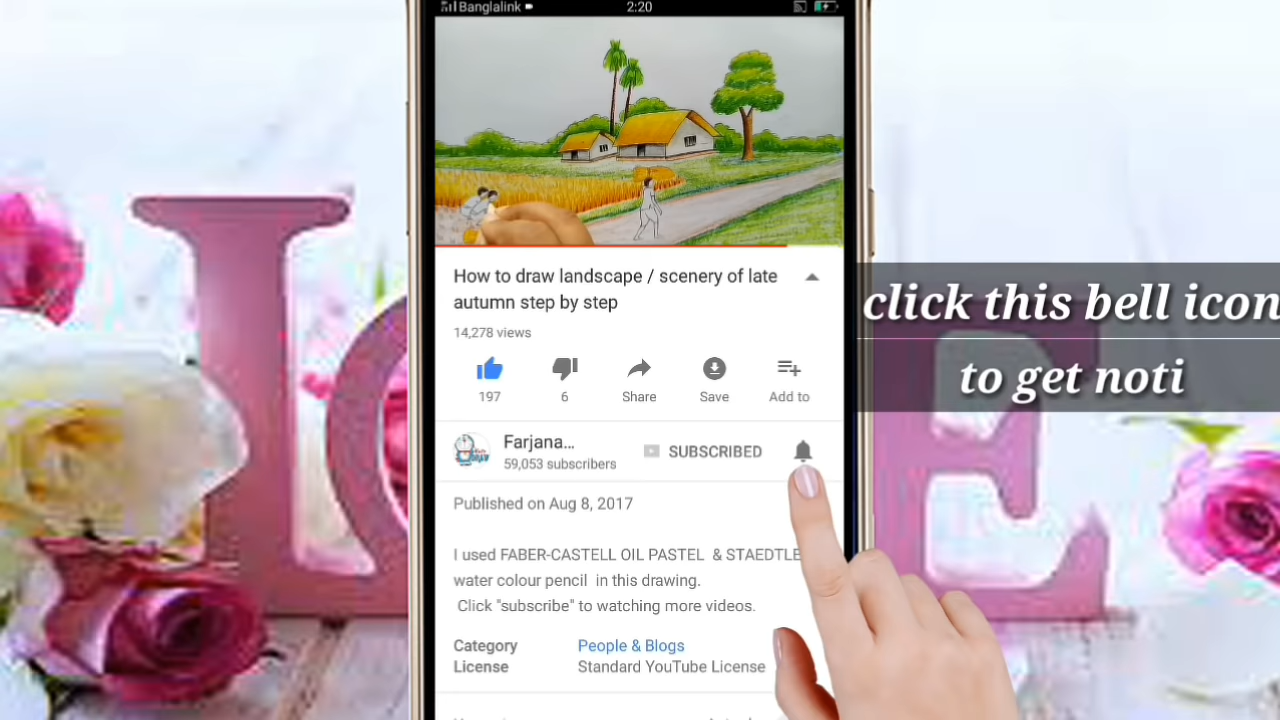 Banglalink
2:20
How to draw landscape / scenery of late
autumn step by step
14,278 views
197
6
Share
Save
Add to
Farjana...
SUBSCRIBED
59,053 subscribers
Published on Aug 8, 2017
I used FABER-CASTELL OIL PASTEL & STAEDTLE
water colour pencil in this drawing.
Click "subscribe" to watching more videos.
Category People & Blogs
License Standard YouTube License
click this bell icon
to get noti